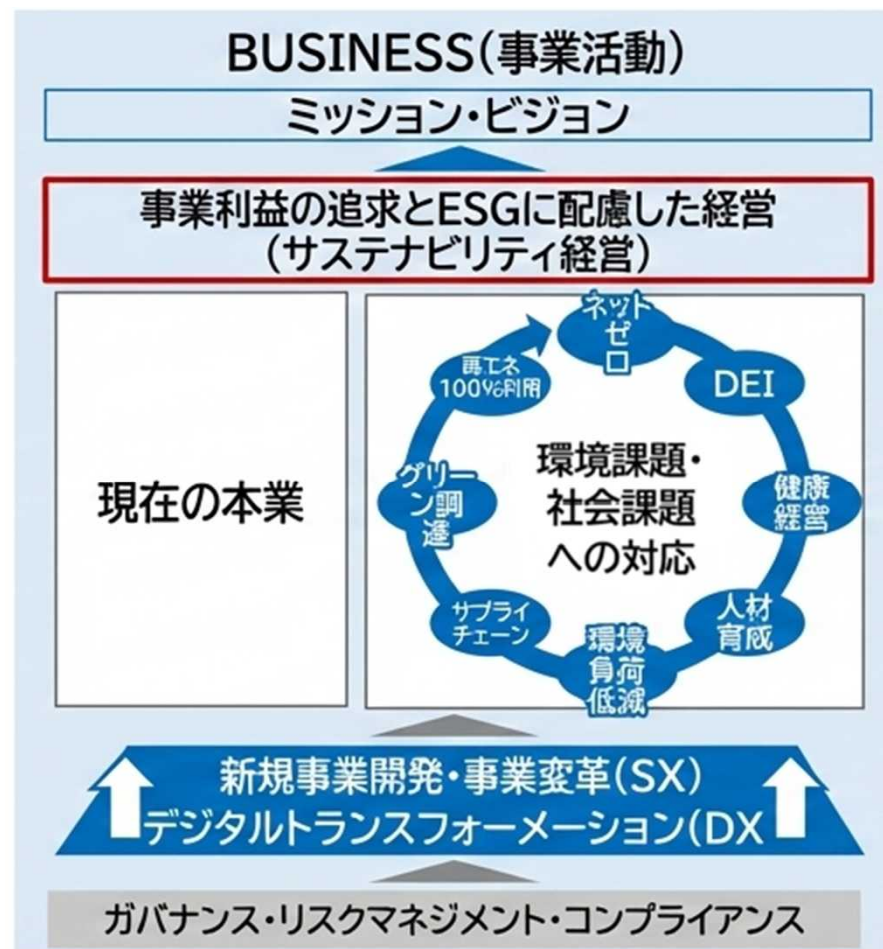 BUSINESS(事業活動)
ミッション・ビジョン
事業利益の追求とESGに配慮した経営
(サステナビリティ経営)
現在の本業
ネット
ゼ
ロ
DEI
健康
経営
人材
育成
環境
負荷
低減
サプライ
チェーン
グリー
ン調
達
再エネ
100%利用
環境課題・
社会課題
への対応
新規事業開発・事業変革(SX)
デジタルトランスフォーメーション(DX
ガバナンス・リスクマネジメント・コンプライアンス